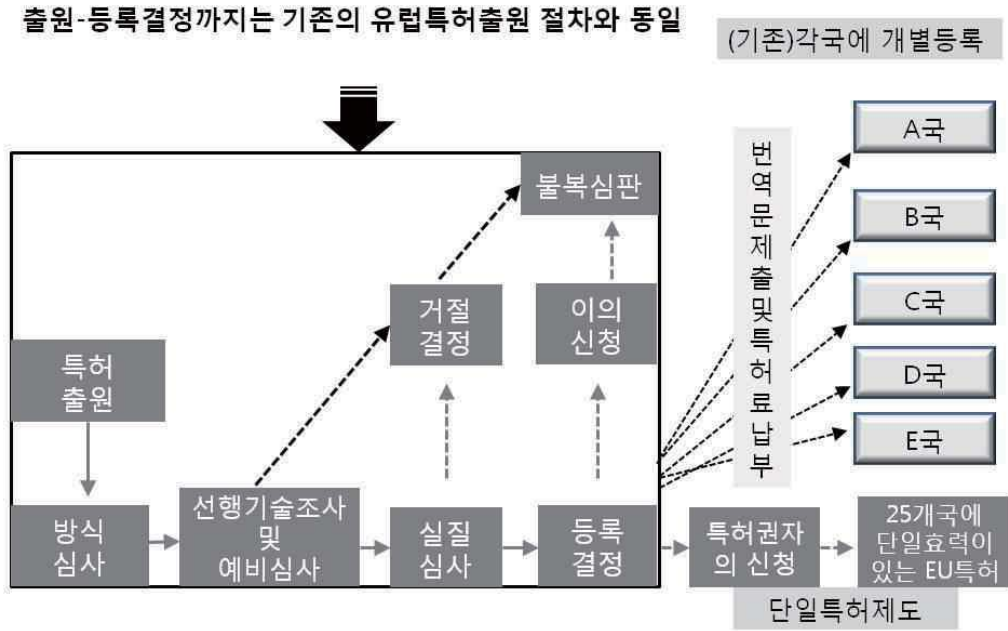 출원-등록결정까지는 기존의 유럽특허출원 절차와 동일
(기존)각국에 개별등록
불복심판
거절
결정
이의
신청
특허
출원
방식
심사
선행기술조사
및
예비심사
실질
심사
등록
결정
번역문제출및특허료납부
A국
B국
C국
D국
E국
특허권자
의 신청
25개국에
단일효력이
있는 EU특허
단일특허제도